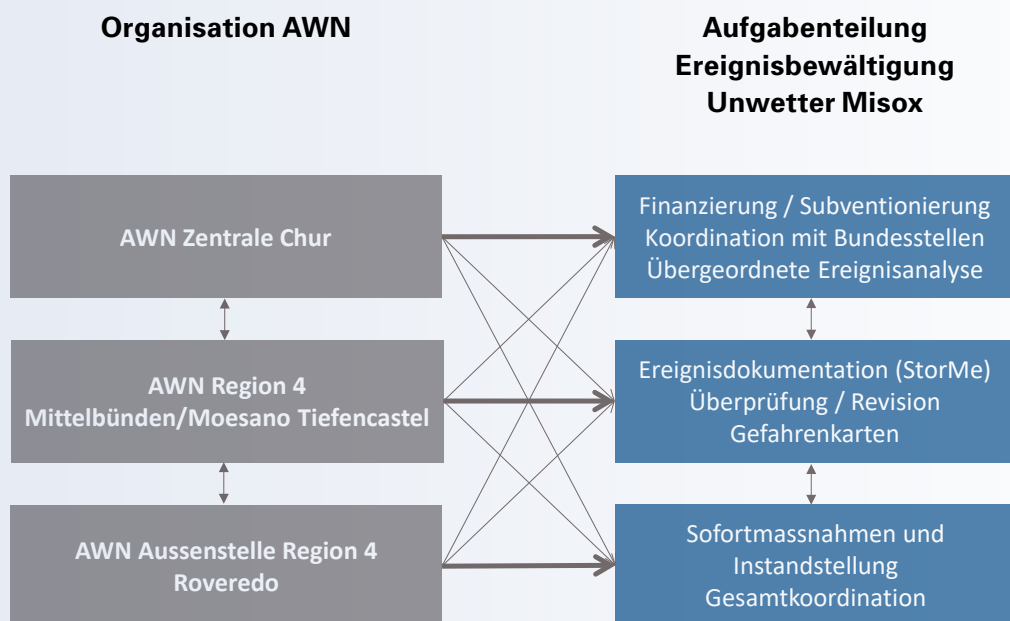 Organisation AWN
Aufgabenteilung
Ereignisbewältigung
Unwetter Misox
AWN Zentrale Chur
Finanzierung / Subventionierung
Koordination mit Bundesstellen
Übergeordnete Ereignisanalyse
AWN Region 4
Mittelbünden/Moesano Tiefencastel
Ereignisdokumentation (StorMe)
Überprüfung / Revision
Gefahrenkarten
AWN Aussenstelle Region 4
Roveredo
Sofortmassnahmen und
Instandstellung
Gesamtkoordination